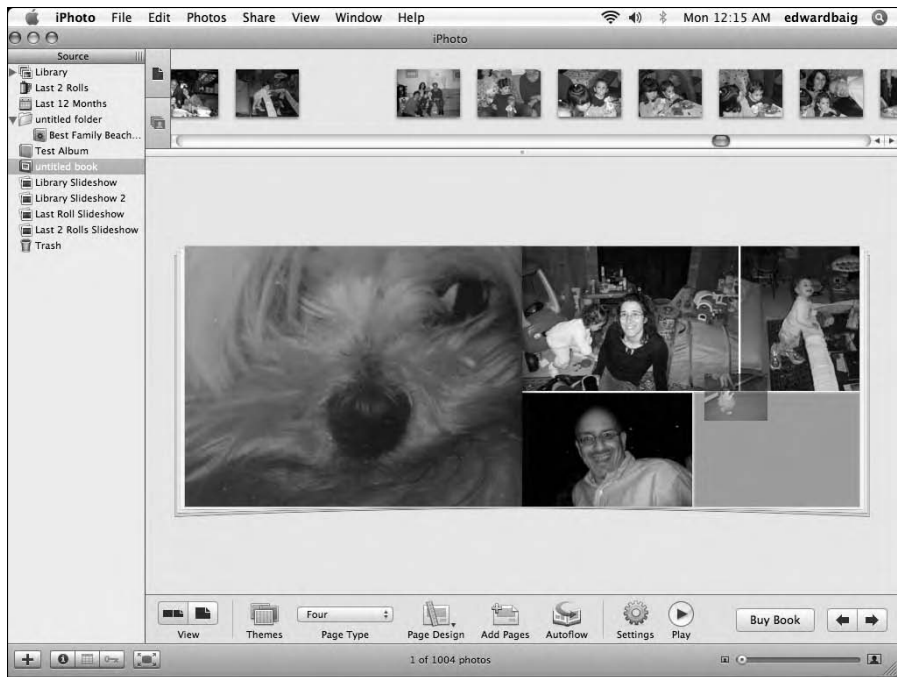 iPhoto File Edit Photos Share View Window Help Mon 12:15 AM edwardbaig
iPhoto
Source
Library
Last 2 Rolls
Last 12 Months
untitled folder
Best Family Beach...
Test Album
untitled book
Library Slideshow
Library Slideshow 2
Last Roll Slideshow
Last 2 Rolls Slideshow
Trash
Four Buy Book
View Themes Page Type Page Design Add Pages Autoflow Settings Play
1 of 1004 photos